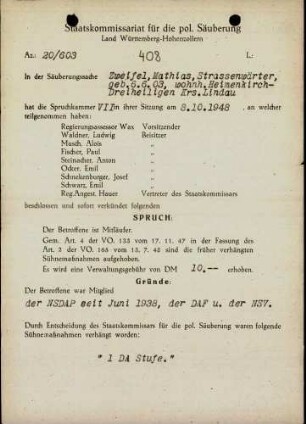 Staatskommissariat für die pol. Säuberung
Land Württemberg-Hohenzollern
Az.: 20/603 408 L:
In der Säuberungssache Zweifel, Mathias, Strassenwärter,
geb. 6.6.03, wohnh. Heimenkirch-
Dreiheiligen Krs. Lindau
hat die Spruchkammer VII in ihrer Sitzung am 8.10.1948, an welcher
teilgenommen haben:
Regierungsassessor Wax Vorsitzender
Waldner, Ludwig Beisitzer
Masch, Alois "
Fischer, Paul "
Steinacher, Anton "
Oxler, Emil "
Schnekenburger, Josef "
Schwarz, Emil "
Reg. Angest. Hauer Vertreter des Staatskommissars
beschlossen und sofort verkündet folgenden
SPRUCH:
Der Betroffene ist Mitläufer.
Gem. Art. 4 der VO. 133 vom 17. 11. 47 in der Fassung des
Art. 3 der VO. 165 vom 13. 7. 48 sind die früher verhängten
Sühnemaßnahmen aufgehoben.
Es wird eine Verwaltungsgebühr von DM 10.-- erhoben.
Gründe:
Der Betroffene war Mitglied
der NSDAP seit Juni 1938, der DAF u. der NSV.
Durch Entscheidung des Staatskommissars für die pol. Säuberung waren folgende
Sühnemaßnahmen verhängt worden:
" 1 DA Stufe."